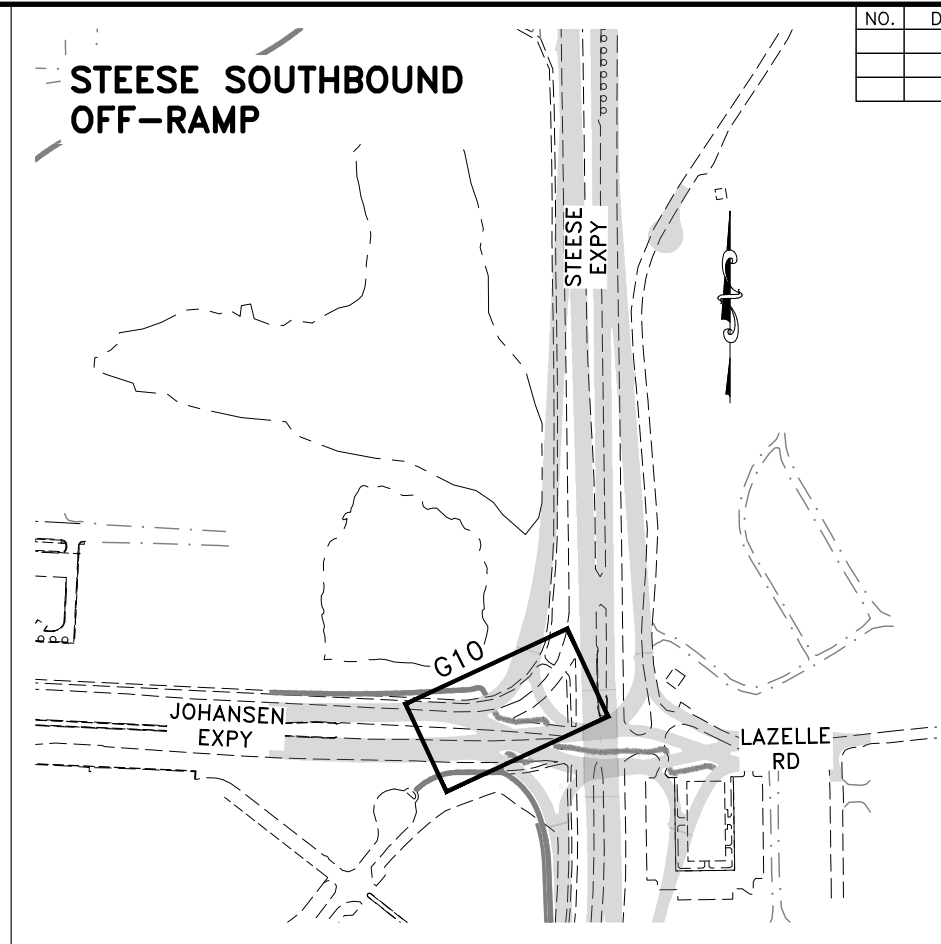 NO.
D
STEESE SOUTHBOUND
OFF-RAMP
STEESE
EXPY
G10
JOHANSEN
EXPY
LAZELLE
RD